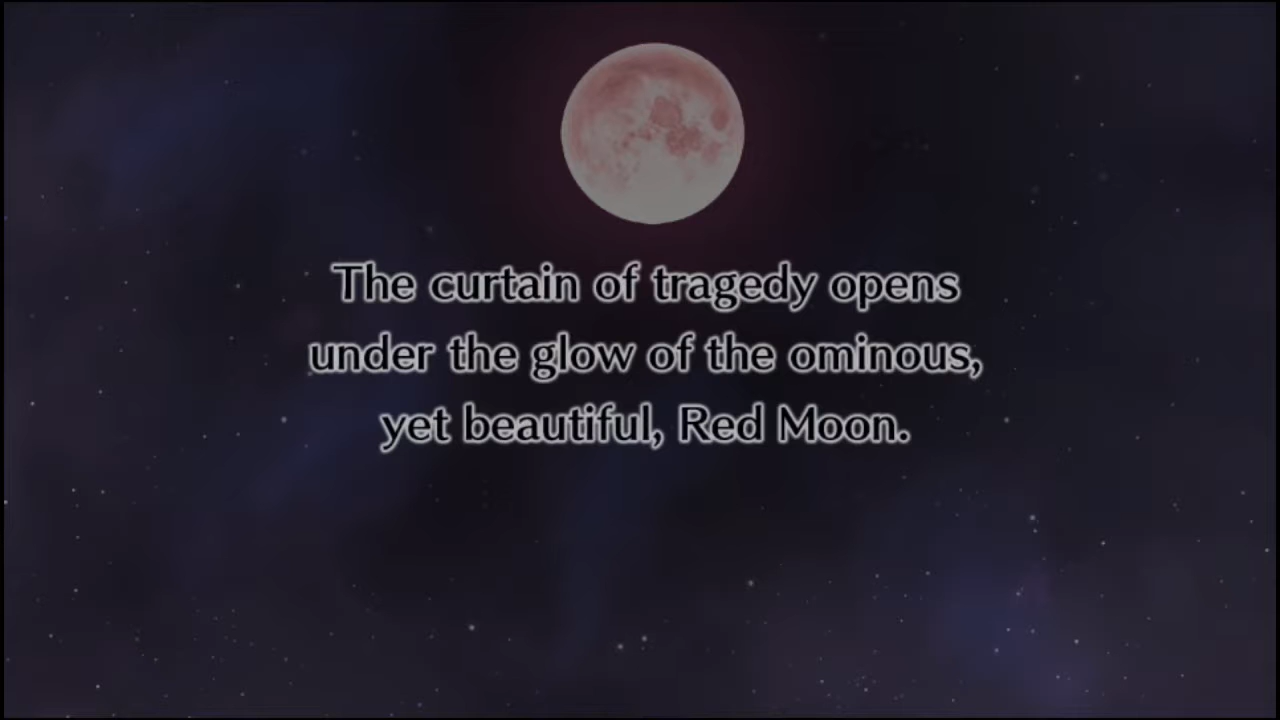 The curtain of tragedy opens
under the glow of the ominous,
yet beautiful, Red Moon.